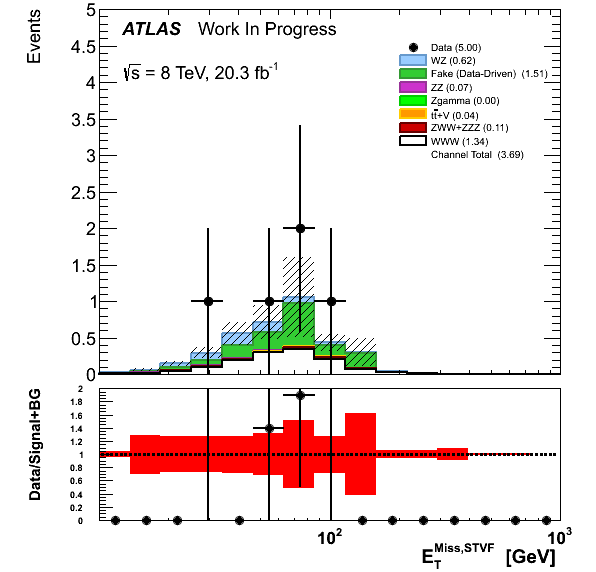 Events
ATLAS Work In Progress
√s = 8 TeV, 20.3 fb⁻¹
Data (5.00)
WZ (0.62)
Fake (Data-Driven) (1.51)
ZZ (0.07)
Zgamma (0.00)
tt̄+V (0.04)
ZWW+ZZZ (0.11)
WWW (1.34)
Channel Total (3.69)
5
4.5
4
3.5
3
2.5
2
1.5
1
0.5
0
Data/Signal+BG
2
1.8
1.6
1.4
1.2
1
0.8
0.6
0.4
0.2
0
10² 10³
E_T^Miss,STVF [GeV]